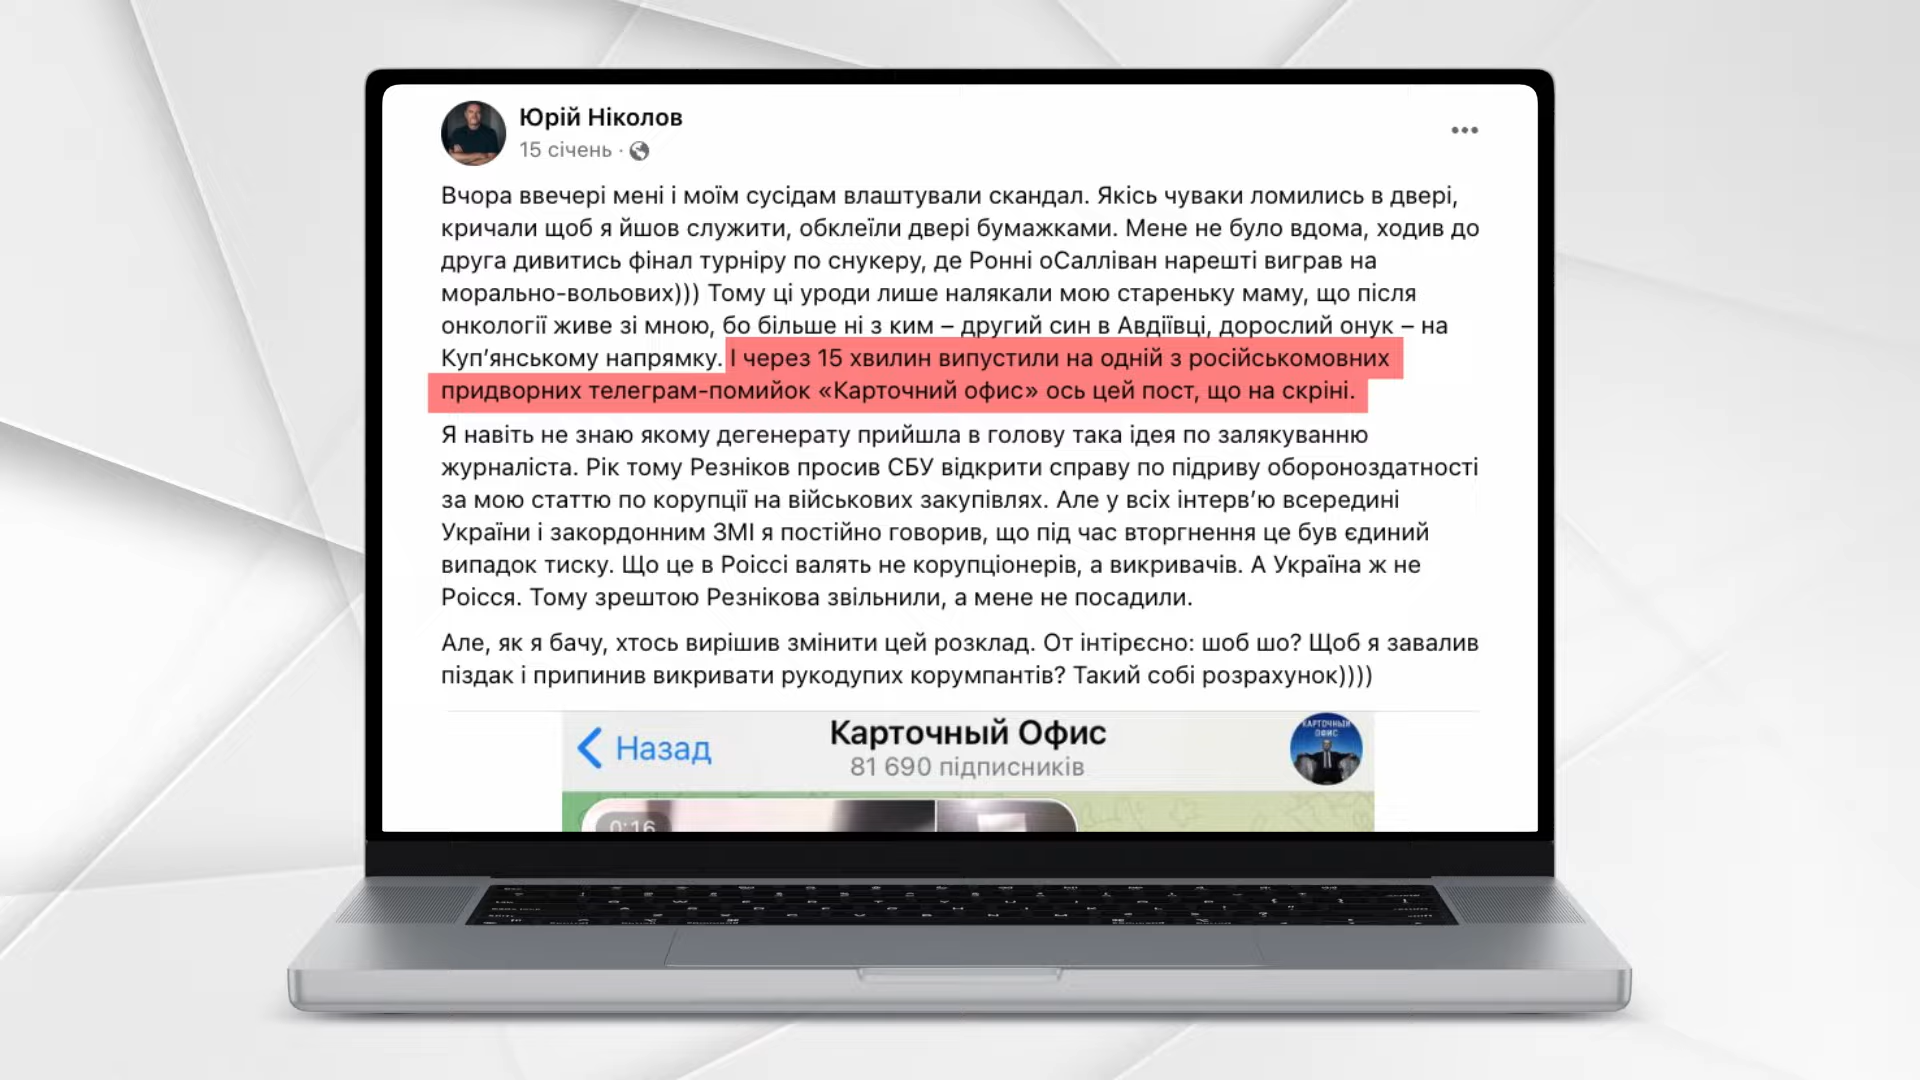 Юрій Ніколов
15 січень ·
Вчора ввечері мені і моїм сусідам влаштували скандал. Якісь чуваки ломились в двері,
кричали щоб я йшов служити, обклеїли двері бумажками. Мене не було вдома, ходив до
друга дивитись фінал турніру по снукеру, де Ронні оСалліван нарешті виграв на
морально-вольових))) Тому ці уроди лише налякали мою стареньку маму, що після
онкології живе зі мною, бо більше ні з ким – другий син в Авдіївці, дорослий онук – на
Куп’янському напрямку. І через 15 хвилин випустили на одній з російськомовних
придворних телеграм-помийок «Карточний офис» ось цей пост, що на скріні.
Я навіть не знаю якому дегенерату прийшла в голову така ідея по залякуванню
журналіста. Рік тому Резніков просив СБУ відкрити справу по підриву обороноздатності
за мою статтю по корупції на військових закупівлях. Але у всіх інтерв’ю всередині
України і закордонним ЗМІ я постійно говорив, що під час вторгнення це був єдиний
випадок тиску. Що це в Роіссі валять не корупціонерів, а викривачів. А Україна ж не
Роісся. Тому зрештою Резнікова звільнили, а мене не посадили.
Але, як я бачу, хтось вирішив змінити цей розклад. От інтірєсно: шоб шо? Щоб я завалив
піздак і припинив викривати рукодупих корумпантів? Такий собі розрахунок))))
Назад
Карточный Офис
81 690 підписників
КАРТОЧНЫЙ
ОФИС
0:16